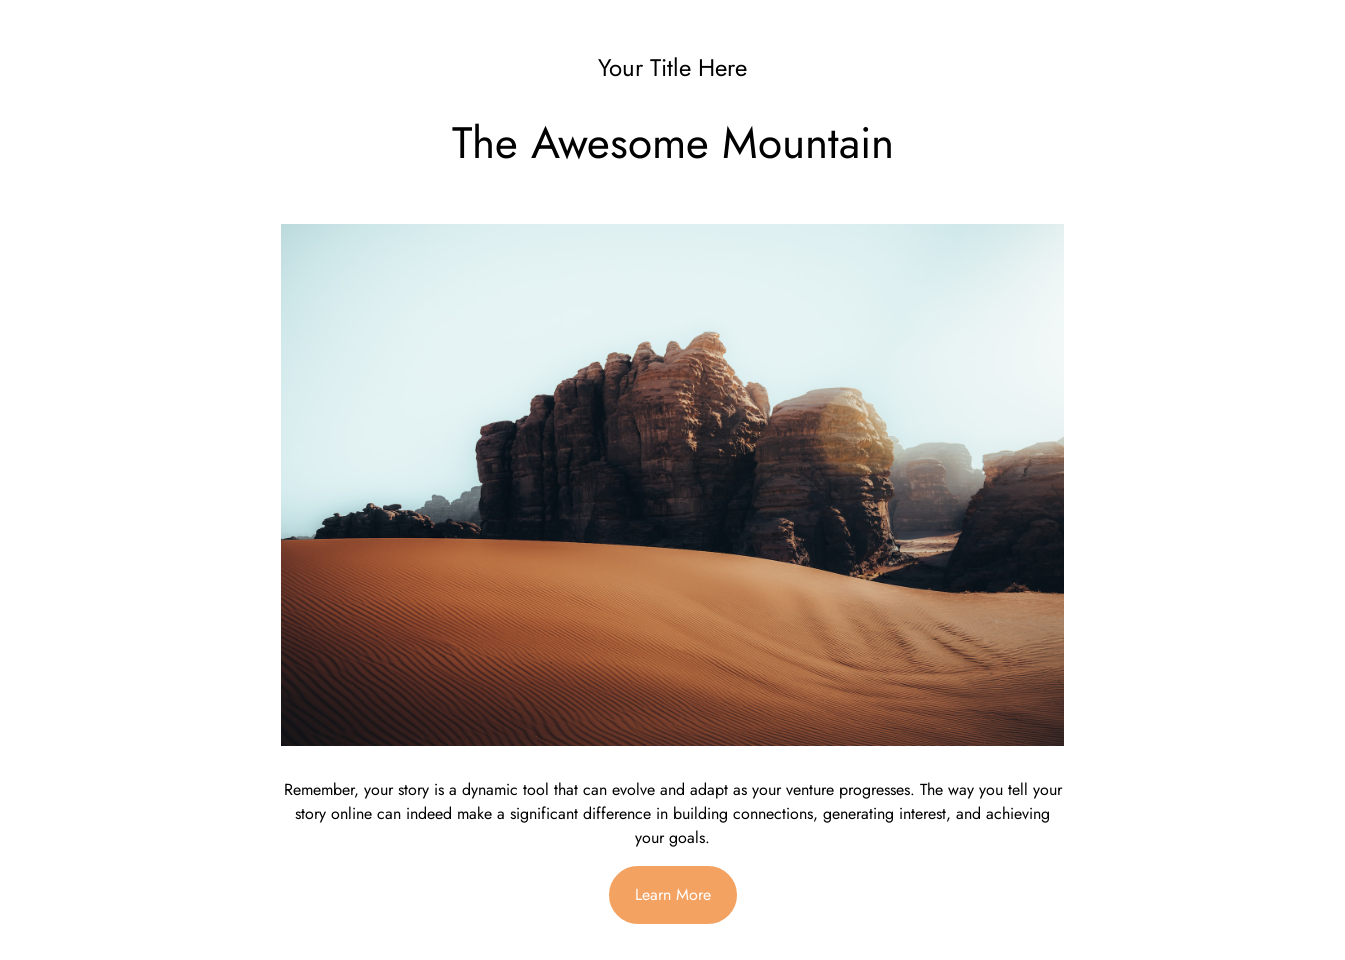 Your Title Here
The Awesome Mountain
Remember, your story is a dynamic tool that can evolve and adapt as your venture progresses. The way you tell your
story online can indeed make a significant difference in building connections, generating interest, and achieving
your goals.
Learn More